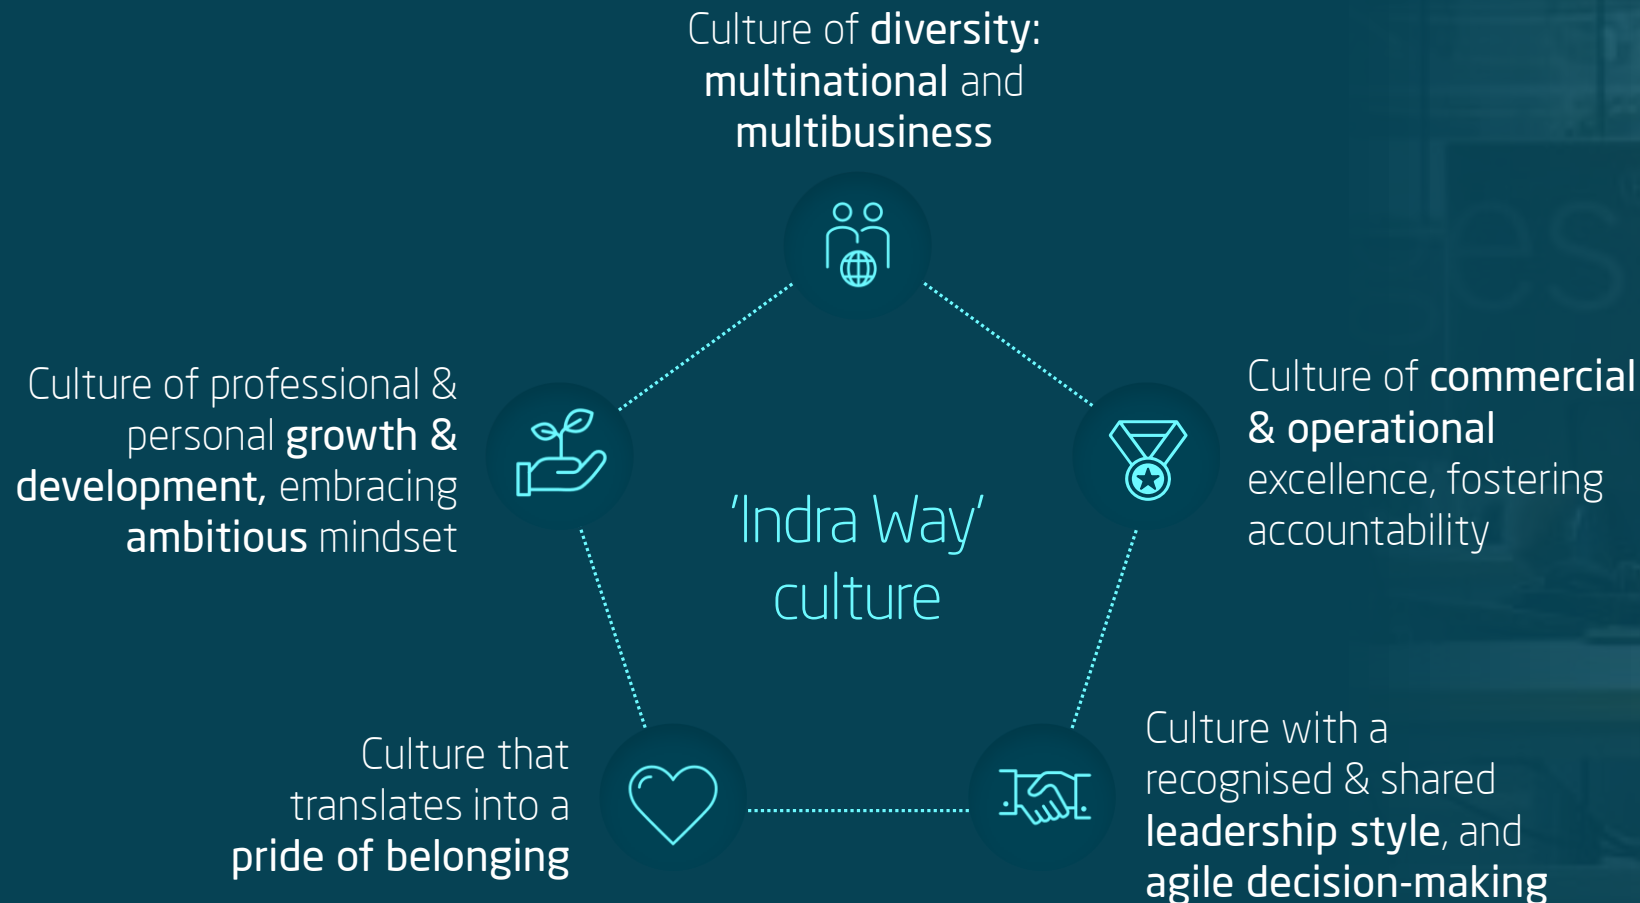 Culture of diversity:
multinational and
multibusiness
Culture of commercial
& operational
excellence, fostering
accountability
Culture with a
recognised & shared
leadership style, and
agile decision-making
Culture that
translates into a
pride of belonging
Culture of professional &
personal growth &
development, embracing
ambitious mindset
'Indra Way'
culture
es